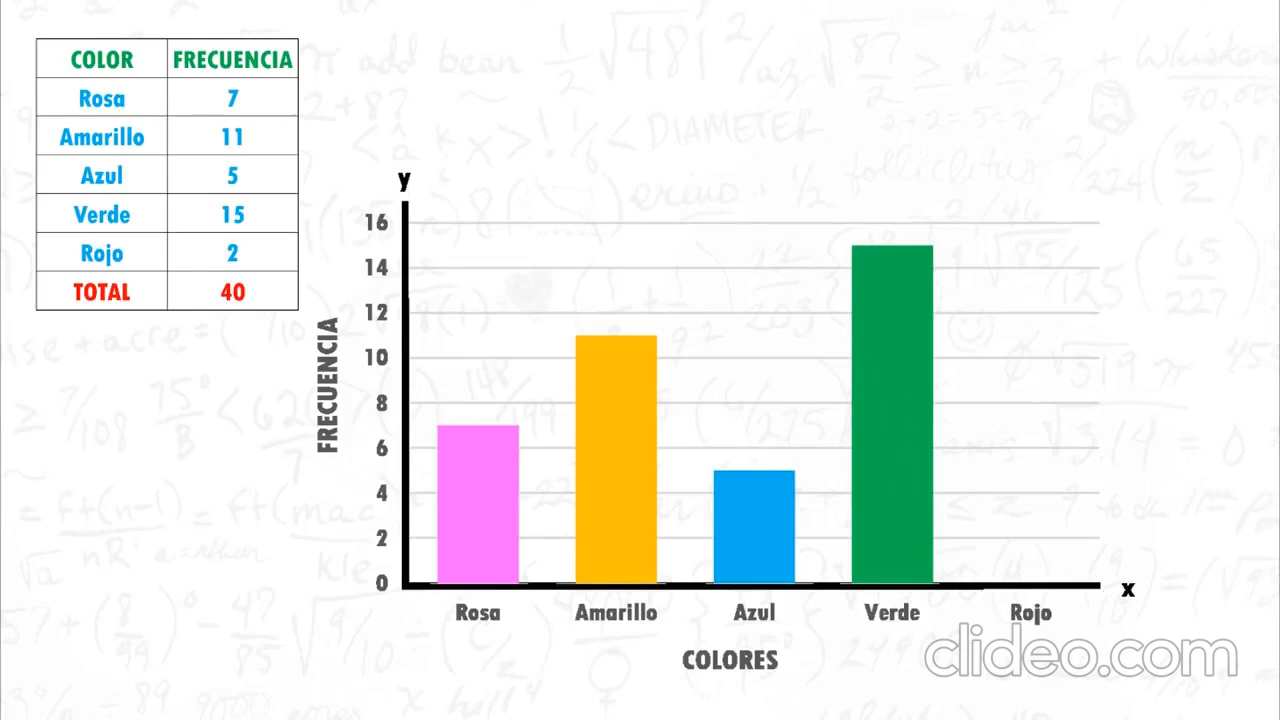 COLOR FRECUENCIA
Rosa 7
Amarillo 11
Azul 5
Verde 15
Rojo 2
TOTAL 40
y
16
14
12
10
8
6
4
2
0
FRECUENCIA
x
Rosa Amarillo Azul Verde Rojo
COLORES
clideo.com